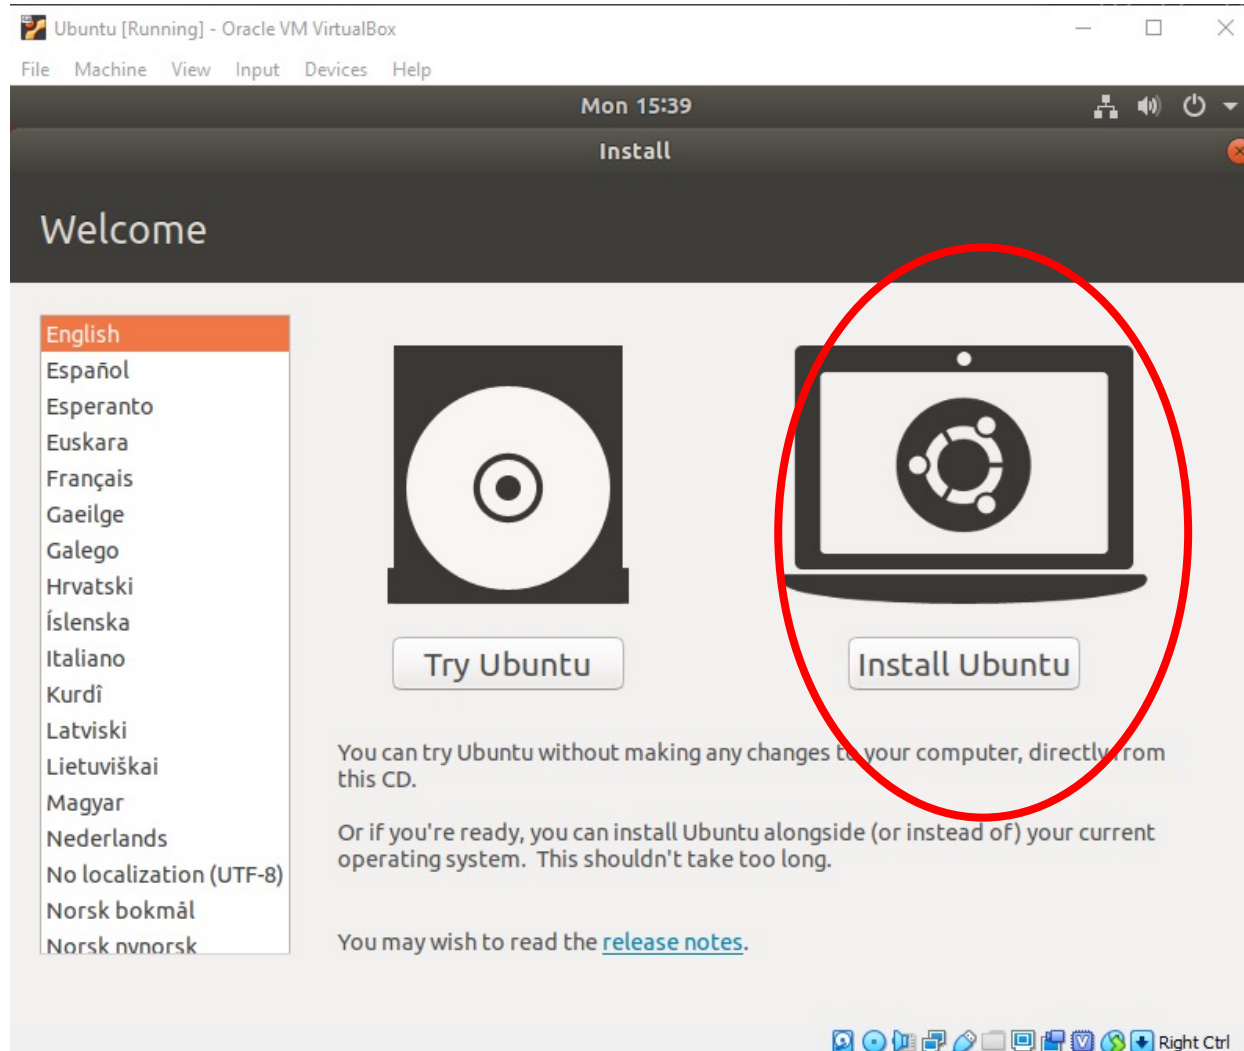 Ubuntu [Running] - Oracle VM VirtualBox
File Machine View Input Devices Help
Mon 15:39
Install
Welcome
English
Español
Esperanto
Euskara
Français
Gaeilge
Galego
Hrvatski
Íslenska
Italiano
Kurdî
Latviski
Lietuviškai
Magyar
Nederlands
No localization (UTF-8)
Norsk bokmål
Norsk nynorsk
Try Ubuntu
Install Ubuntu
You can try Ubuntu without making any changes to your computer, directly from
this CD.
Or if you're ready, you can install Ubuntu alongside (or instead of) your current
operating system. This shouldn't take too long.
You may wish to read the release notes.
Right Ctrl